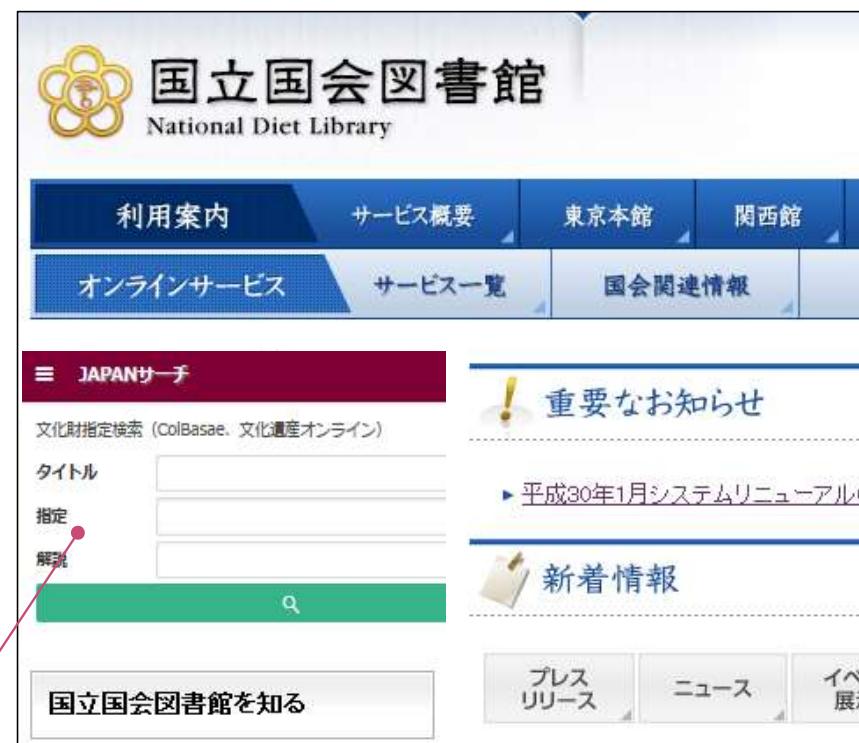 国立国会図書館
National Diet Library
利用案内 サービス概要 東京本館 関西館
オンラインサービス サービス一覧 国会関連情報
JAPANサーチ
文化財指定検索（ColBasae、文化遺産オンライン）
タイトル
指定
解説
国立国会図書館を知る
重要なお知らせ
平成30年1月システムリニューアル
新着情報
プレス
リリース
ニュース
イベ
展